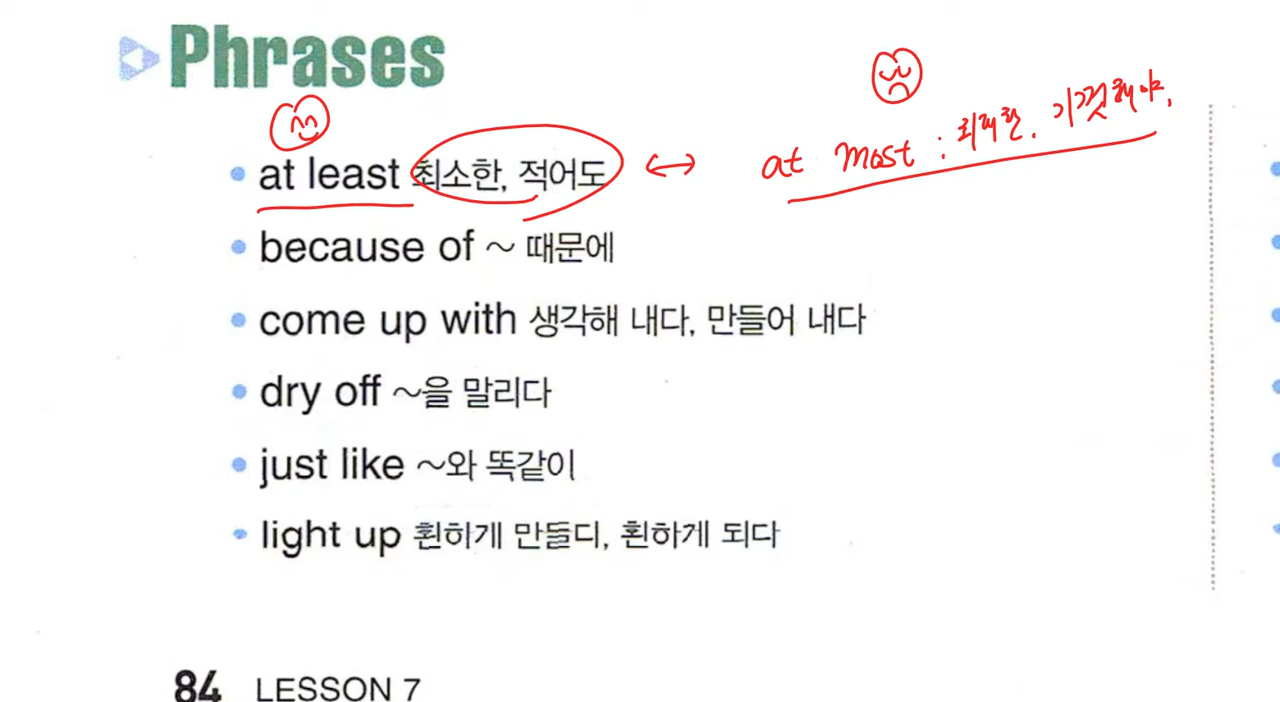 Phrases
at least 최소한, 적어도 ↔ at most : 최대한. 기껏해야.
because of ~ 때문에
come up with 생각해 내다, 만들어 내다
dry off ~을 말리다
just like ~와 똑같이
light up 환하게 만들다, 환하게 되다
84 LESSON 7